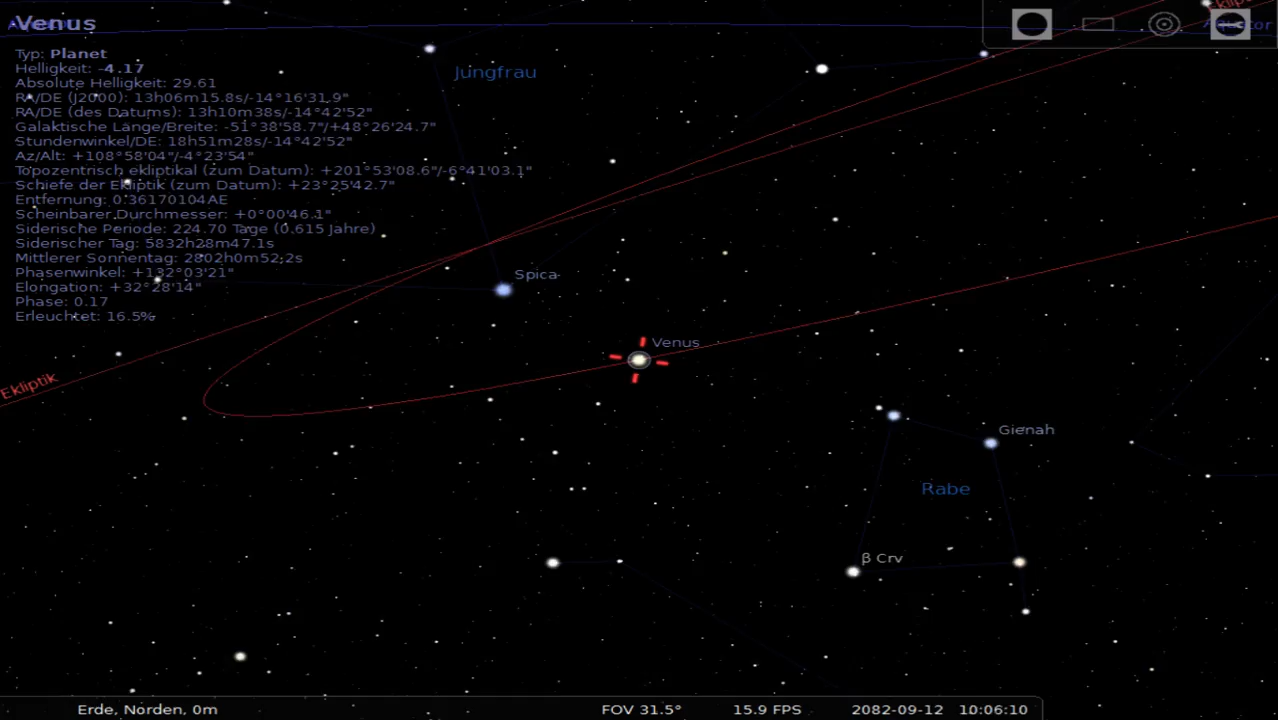 Venus
Typ: Planet
Helligkeit: -4.17
Absolute Helligkeit: 29.61
RA/DE (J2000): 13h06m15.8s/-14°16'31.9"
RA/DE (des Datums): 13h10m38s/-14°42'52"
Galaktische Länge/Breite: -51°38'58.7"/+48°26'24.7"
Stundenwinkel/DE: 18h51m28s/-14°42'52"
Az/Alt: +108°58'04"/-4°23'54"
Topozentrisch ekliptikal (zum Datum): +201°53'08.6"/-6°41'03.1"
Schiefe der Ekliptik (zum Datum): +23°25'42.7"
Entfernung: 0.36170104AE
Scheinbarer Durchmesser: +0°00'46.1"
Siderische Periode: 224.70 Tage (0.615 Jahre)
Siderischer Tag: 5832h28m47.1s
Mittlerer Sonnentag: 2802h0m52.2s
Phasenwinkel: +132°03'21"
Elongation: +32°28'14"
Phase: 0.17
Erleuchtet: 16.5%
Äquator
Jungfrau
Spica
Venus
Ekliptik
Gienah
Rabe
β Crv
Erde, Norden, 0m FOV 31.5° 15.9 FPS 2082-09-12 10:06:10